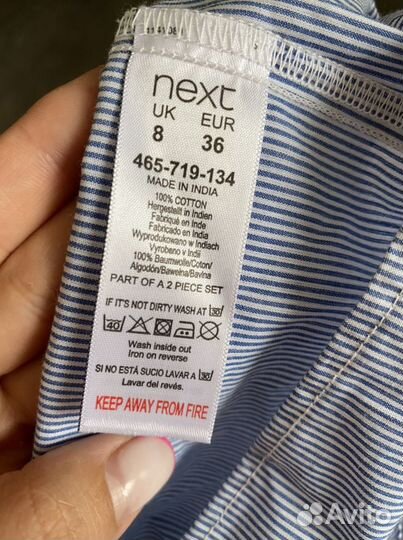 next
UK EUR
8 36
465-719-134
MADE IN INDIA
100% COTTON
Hergestellt in Indien
Fabriqué en Inde
Fabricado en India
Wyprodukowano w Indiach
Vyrobeno v Indii
100% Baumwolle/Coton/
Algodón/Bawełna/Bavlna
PART OF A 2 PIECE SET
IF IT'S NOT DIRTY WASH AT 30
40
Wash inside out
Iron on reverse
SI NO ESTÁ SUCIO LAVAR A 30
Lavar del revés.
KEEP AWAY FROM FIRE
Avito